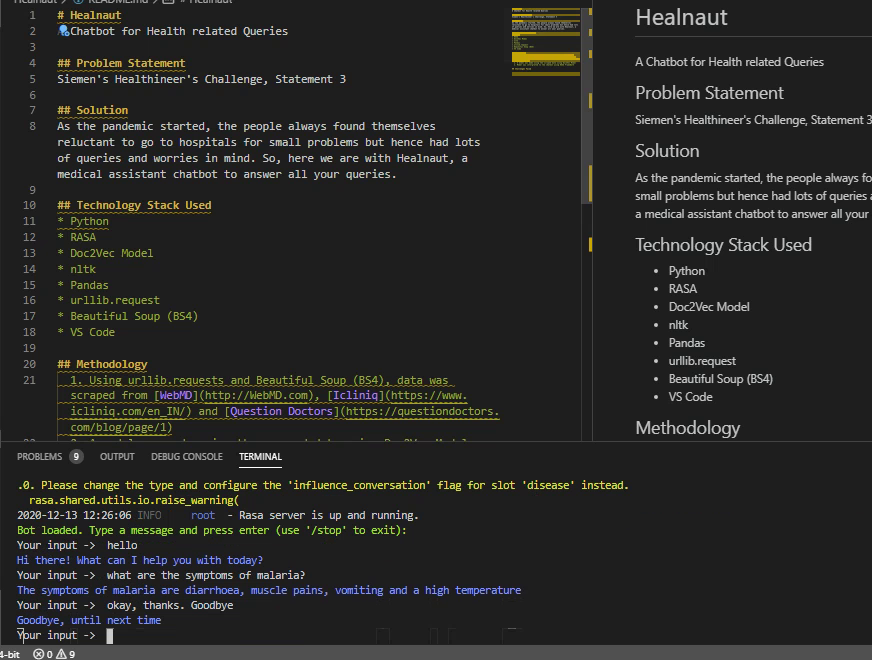 # Healnaut
Chatbot for Health related Queries
## Problem Statement
Siemen's Healthineer's Challenge, Statement 3
## Solution
As the pandemic started, the people always found themselves
reluctant to go to hospitals for small problems but hence had lots
of queries and worries in mind. So, here we are with Healnaut, a
medical assistant chatbot to answer all your queries.
## Technology Stack Used
* Python
* RASA
* Doc2Vec Model
* nltk
* Pandas
* urllib.request
* Beautiful Soup (BS4)
* VS Code
## Methodology
1. Using urllib.requests and Beautiful Soup (BS4), data was
scraped from [WebMD](http://WebMD.com), [Icliniq](https://www.
icliniq.com/en_IN/) and [Question Doctors](https://questiondoctors.
com/blog/page/1)
1
2
3
4
5
6
7
8
9
10
11
12
13
14
15
16
17
18
19
20
21
Healnaut
A Chatbot for Health related Queries
Problem Statement
Siemen's Healthineer's Challenge, Statement 3
Solution
As the pandemic started, the people always fo
small problems but hence had lots of queries a
a medical assistant chatbot to answer all your
Technology Stack Used
• Python
• RASA
• Doc2Vec Model
• nltk
• Pandas
• urllib.request
• Beautiful Soup (BS4)
• VS Code
Methodology
PROBLEMS 9 OUTPUT DEBUG CONSOLE TERMINAL
.0. Please change the type and configure the 'influence_conversation' flag for slot 'disease' instead.
rasa.shared.utils.io.raise_warning(
2020-12-13 12:26:06 INFO root - Rasa server is up and running.
Bot loaded. Type a message and press enter (use '/stop' to exit):
Your input -> hello
Hi there! What can I help you with today?
Your input -> what are the symptoms of malaria?
The symptoms of malaria are diarrhoea, muscle pains, vomiting and a high temperature
Your input -> okay, thanks. Goodbye
Goodbye, until next time
Your input ->
4-bit 0 9